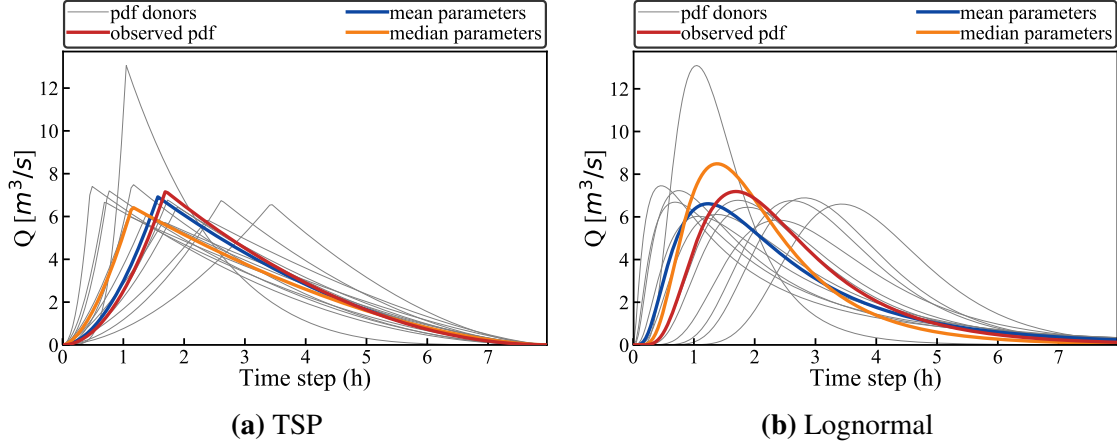 pdf donors mean parameters
observed pdf median parameters
Q [m³/s]
12
10
8
6
4
2
0
0 1 2 3 4 5 6 7
Time step (h)
(a) TSP
pdf donors mean parameters
observed pdf median parameters
Q [m³/s]
12
10
8
6
4
2
0
0 1 2 3 4 5 6 7
Time step (h)
(b) Lognormal